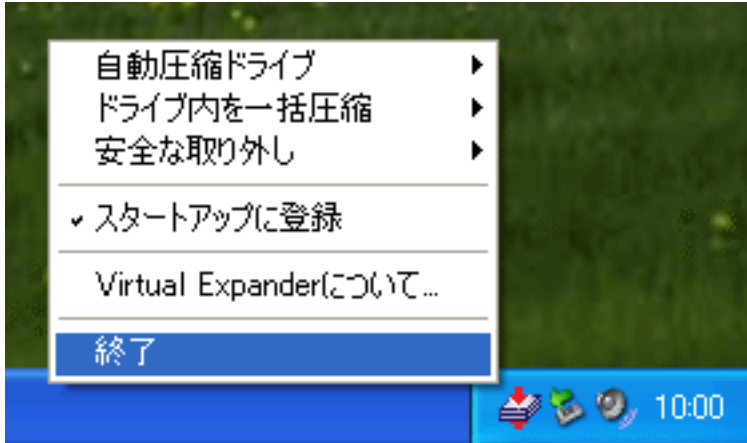 自動圧縮ドライブ
ドライブ内を一括圧縮
安全な取り外し
スタートアップに登録
Virtual Expanderについて...
終了
10:00